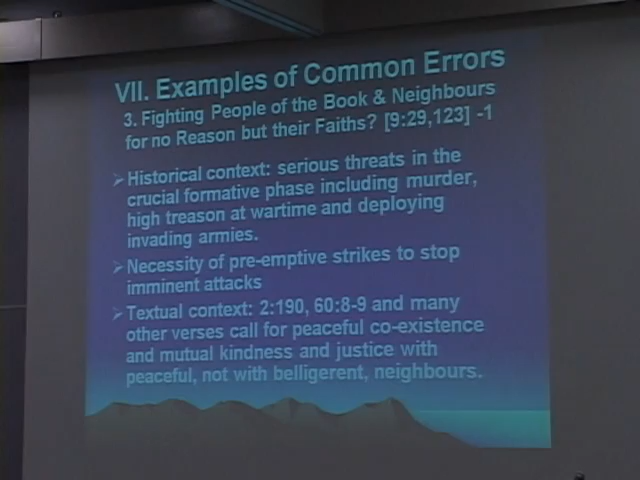 VII. Examples of Common Errors
3. Fighting People of the Book & Neighbours
for no Reason but their Faiths? [9:29,123] -1
➢Historical context: serious threats in the
crucial formative phase including murder,
high treason at wartime and deploying
invading armies.
➢Necessity of pre-emptive strikes to stop
imminent attacks
➢Textual context: 2:190, 60:8-9 and many
other verses call for peaceful co-existence
and mutual kindness and justice with
peaceful, not with belligerent, neighbours.